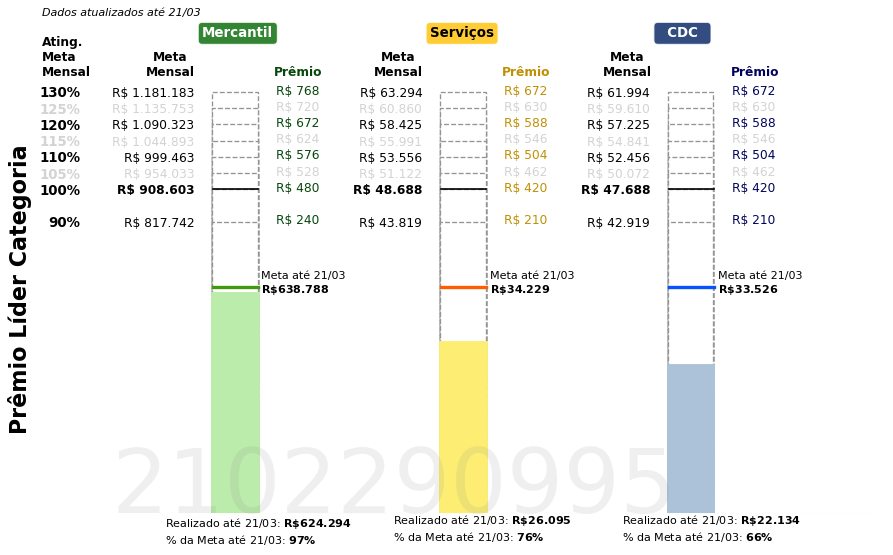 Dados atualizados até 21/03
Mercantil Serviços CDC
Ating. Meta Mensal
Meta Mensal Prêmio Meta Mensal Prêmio Meta Mensal Prêmio
130% R$ 1.181.183 R$ 768 R$ 63.294 R$ 672 R$ 61.994 R$ 672
125% R$ 1.135.753 R$ 720 R$ 60.860 R$ 630 R$ 59.610 R$ 630
120% R$ 1.090.323 R$ 672 R$ 58.425 R$ 588 R$ 57.225 R$ 588
115% R$ 1.044.893 R$ 624 R$ 55.991 R$ 546 R$ 54.841 R$ 546
110% R$ 999.463 R$ 576 R$ 53.556 R$ 504 R$ 52.456 R$ 504
105% R$ 954.033 R$ 528 R$ 51.122 R$ 462 R$ 50.072 R$ 462
100% R$ 908.603 R$ 480 R$ 48.688 R$ 420 R$ 47.688 R$ 420
90% R$ 817.742 R$ 240 R$ 43.819 R$ 210 R$ 42.919 R$ 210
Meta até 21/03 Meta até 21/03 Meta até 21/03
R$638.788 R$34.229 R$33.526
Prêmio Líder Categoria
2102290995
Realizado até 21/03: R$624.294 Realizado até 21/03: R$26.095 Realizado até 21/03: R$22.134
% da Meta até 21/03: 97% % da Meta até 21/03: 76% % da Meta até 21/03: 66%